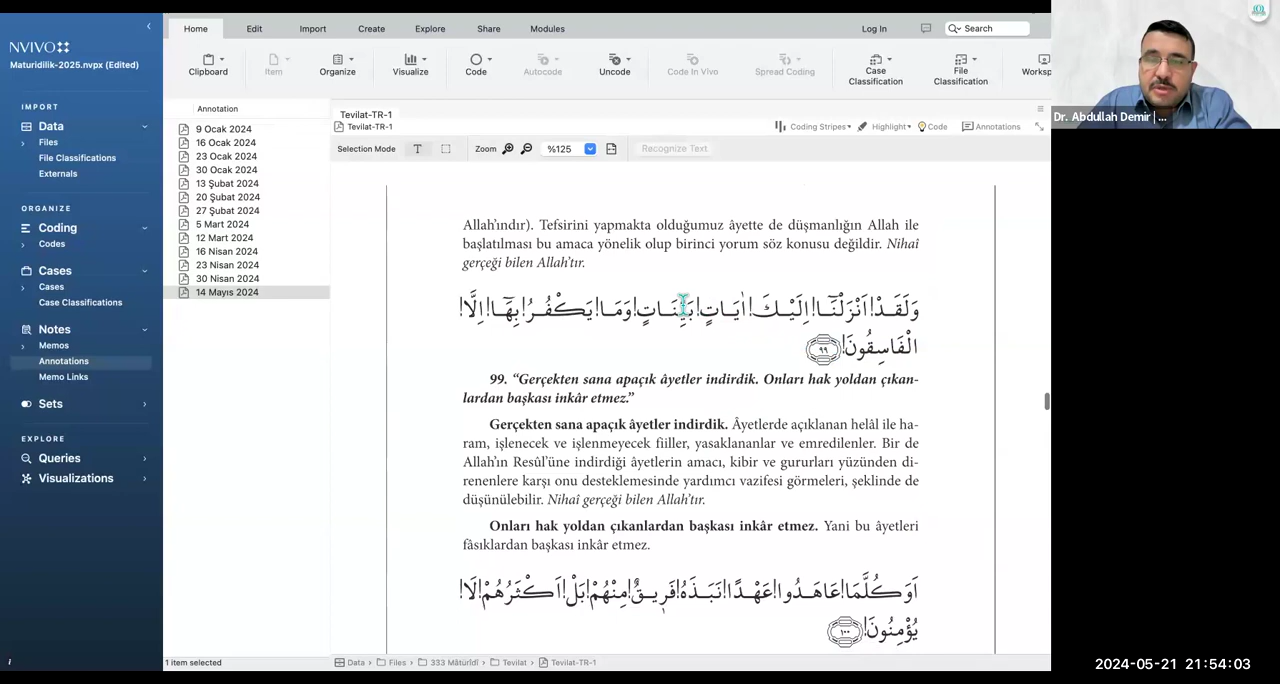 NVIVO
Maturidilik-2025.nvpx (Edited)
IMPORT
Data
Files
File Classifications
Externals
ORGANIZE
Coding
Codes
Cases
Cases
Case Classifications
Notes
Memos
Annotations
Memo Links
Sets
EXPLORE
Queries
Visualizations
Home Edit Import Create Explore Share Modules Log In Search
Clipboard Item Organize Visualize Code Autocode Uncode Code In Vivo Spread Coding Case Classification File Classification Worksp
Annotation
9 Ocak 2024
16 Ocak 2024
23 Ocak 2024
30 Ocak 2024
13 Şubat 2024
20 Şubat 2024
27 Şubat 2024
5 Mart 2024
12 Mart 2024
16 Nisan 2024
23 Nisan 2024
30 Nisan 2024
14 Mayıs 2024
1 item selected
Tevilat-TR-1
Tevilat-TR-1
Coding Stripes Highlight Code Annotations
Selection Mode T Zoom %125 Recognize Text
Allah’ındır). Tefsirini yapmakta olduğumuz âyette de düşmanlığın Allah ile
başlatılması bu amaca yönelik olup birinci yorum söz konusu değildir. Nihaî
gerçeği bilen Allah’tır.
وَلَقَدْ اَنْزَلْنَٓا اِلَيْكَ اٰيَاتٍ بَيِّنَاتٍ وَمَا يَكْفُرُ بِهَٓا اِلَّا
الْفَاسِقُونَ ٩٩
99. “Gerçekten sana apaçık âyetler indirdik. Onları hak yoldan çıkan-
lardan başkası inkâr etmez.”
Gerçekten sana apaçık âyetler indirdik. Âyetlerde açıklanan helâl ile ha-
ram, işlenecek ve işlenmeyecek fiiller, yasaklananlar ve emredilenler. Bir de
Allah’ın Resûl’üne indirdiği âyetlerin amacı, kibir ve gururları yüzünden di-
renenlere karşı onu desteklemesinde yardımcı vazifesi görmeleri, şeklinde de
düşünülebilir. Nihaî gerçeği bilen Allah’tır.
Onları hak yoldan çıkanlardan başkası inkâr etmez. Yani bu âyetleri
fâsıklardan başkası inkâr etmez.
اَوَكُلَّمَا عَاهَدُوا عَهْدًا نَبَذَهُ فَرِيقٌ مِنْهُمْ بَلْ اَكْثَرُهُمْ لَا
يُؤْمِنُونَ ١٠٠
Data › Files › 333 Mâtürîdî › Tevilat › Tevilat-TR-1
Dr. Abdullah Demir | ...
2024-05-21 21:54:03